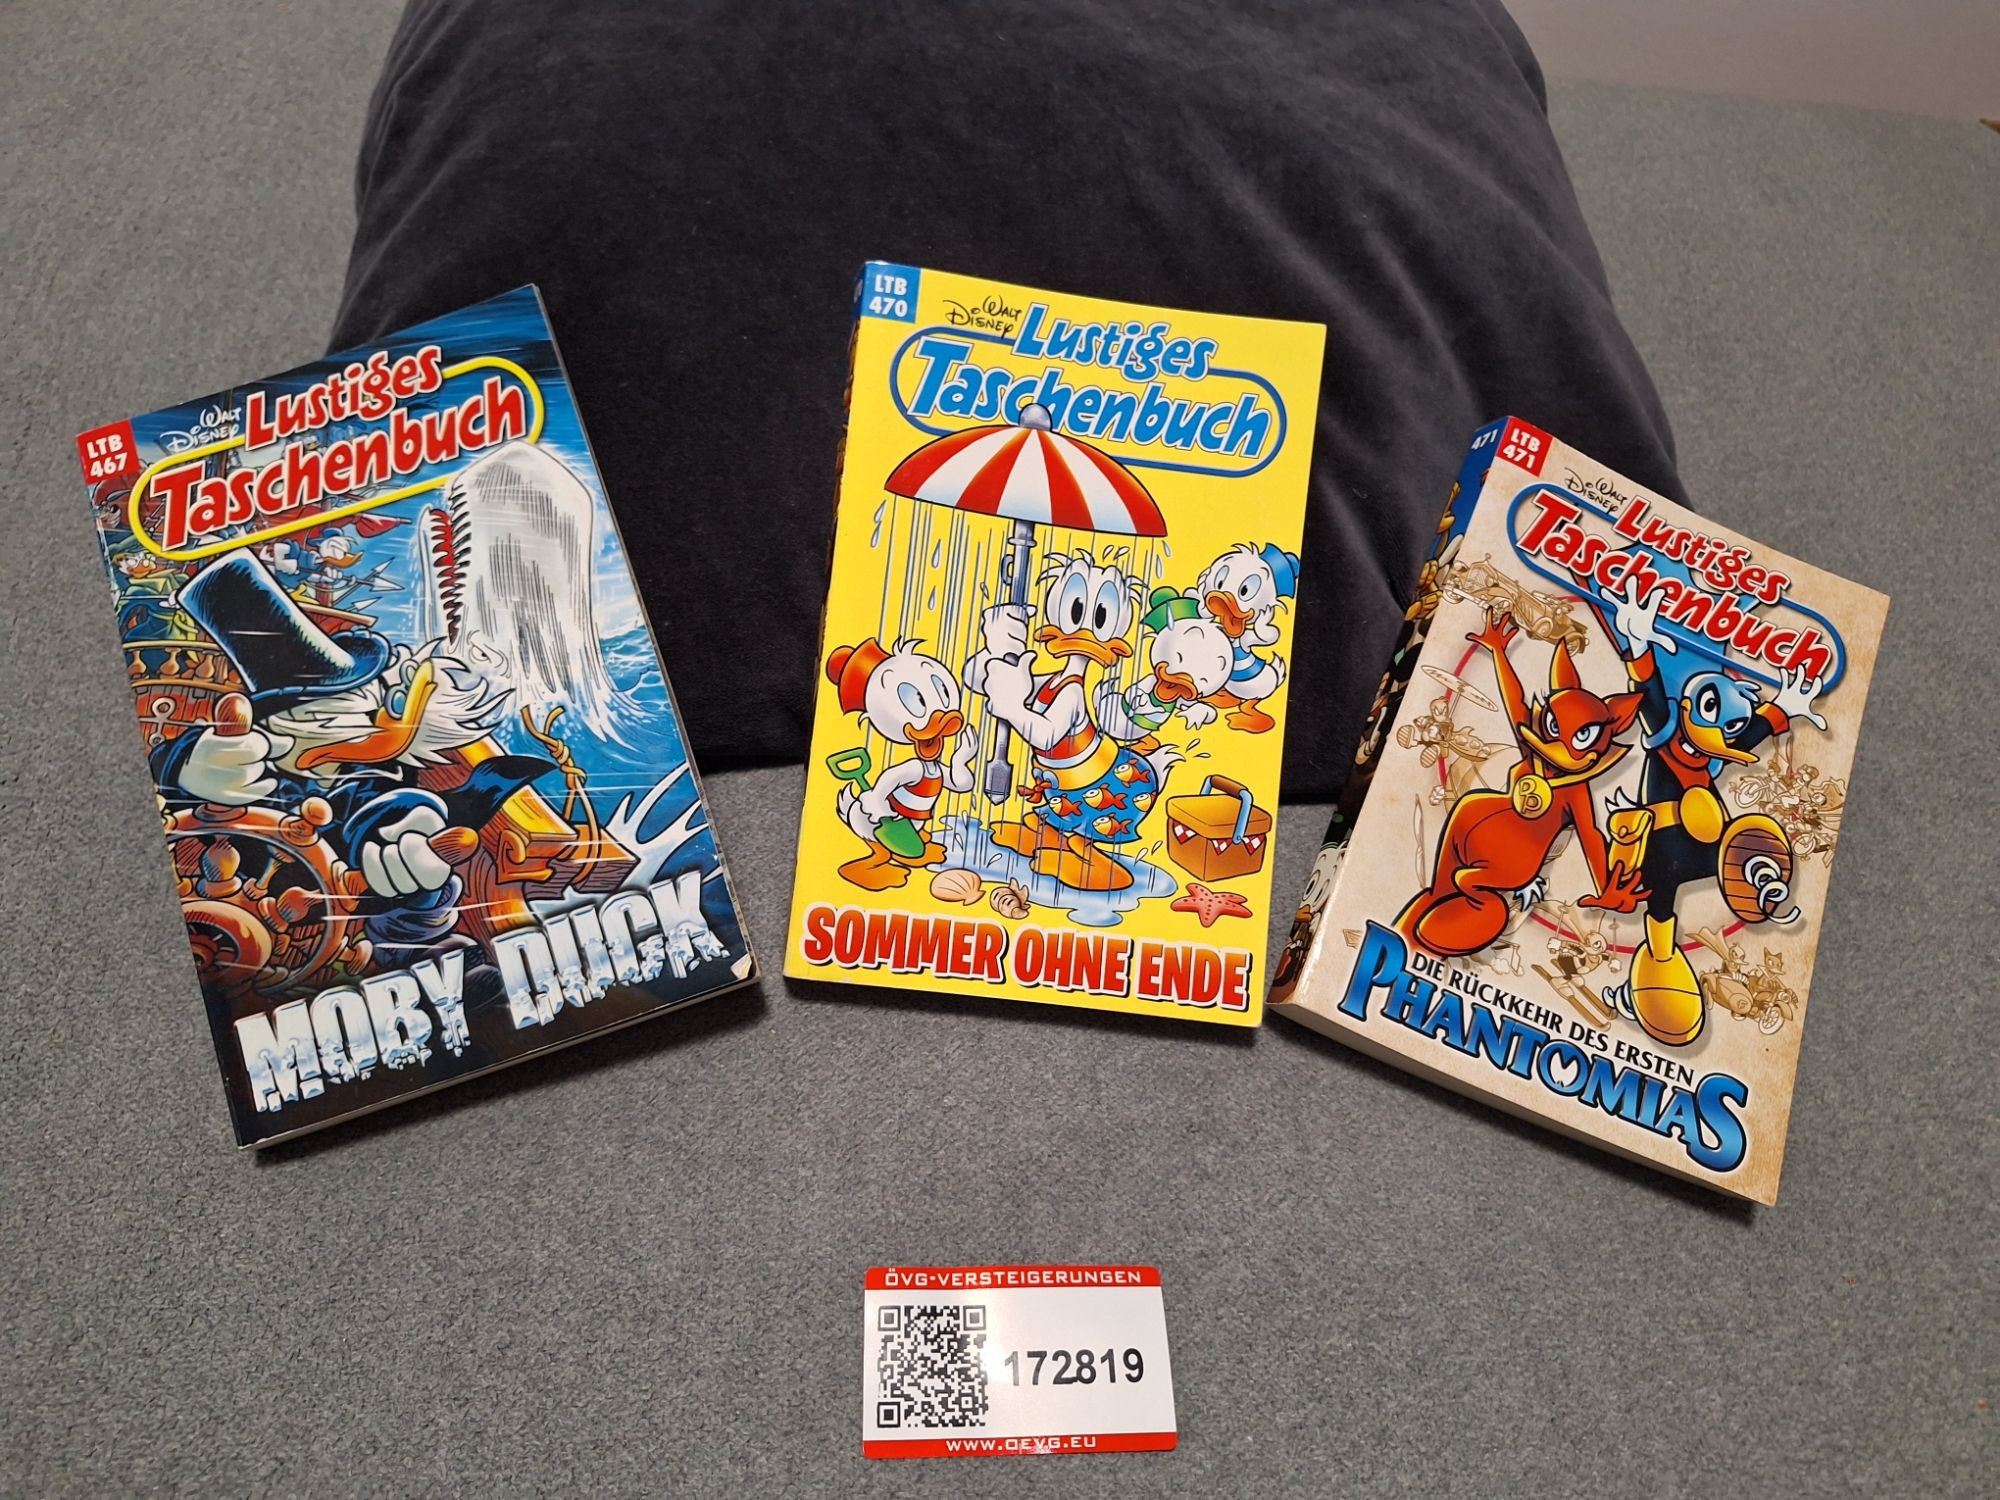 LTB
467
Walt
Disney
Lustiges
Taschenbuch
MOBY DUCK
LTB
470
Walt
Disney
Lustiges
Taschenbuch
SOMMER OHNE ENDE
471
LTB
471
Walt
Disney
Lustiges
Taschenbuch
DIE RÜCKKEHR DES ERSTEN
PHANTOMIAS
ÖVG-VERSTEIGERUNGEN
172819
WWW.OEVG.EU